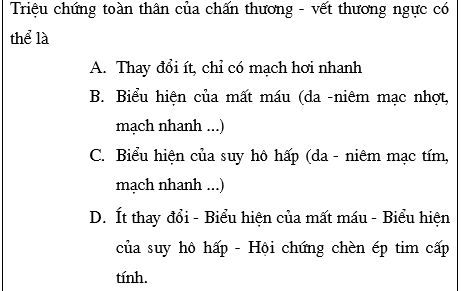 Triệu chứng toàn thân của chấn thương - vết thương ngực có
thể là
A. Thay đổi ít, chỉ có mạch hơi nhanh
B. Biểu hiện của mất máu (da -niêm mạc nhợt,
mạch nhanh ...)
C. Biểu hiện của suy hô hấp (da - niêm mạc tím,
mạch nhanh ...)
D. Ít thay đổi - Biểu hiện của mất máu - Biểu hiện
của suy hô hấp - Hội chứng chèn ép tim cấp
tính.